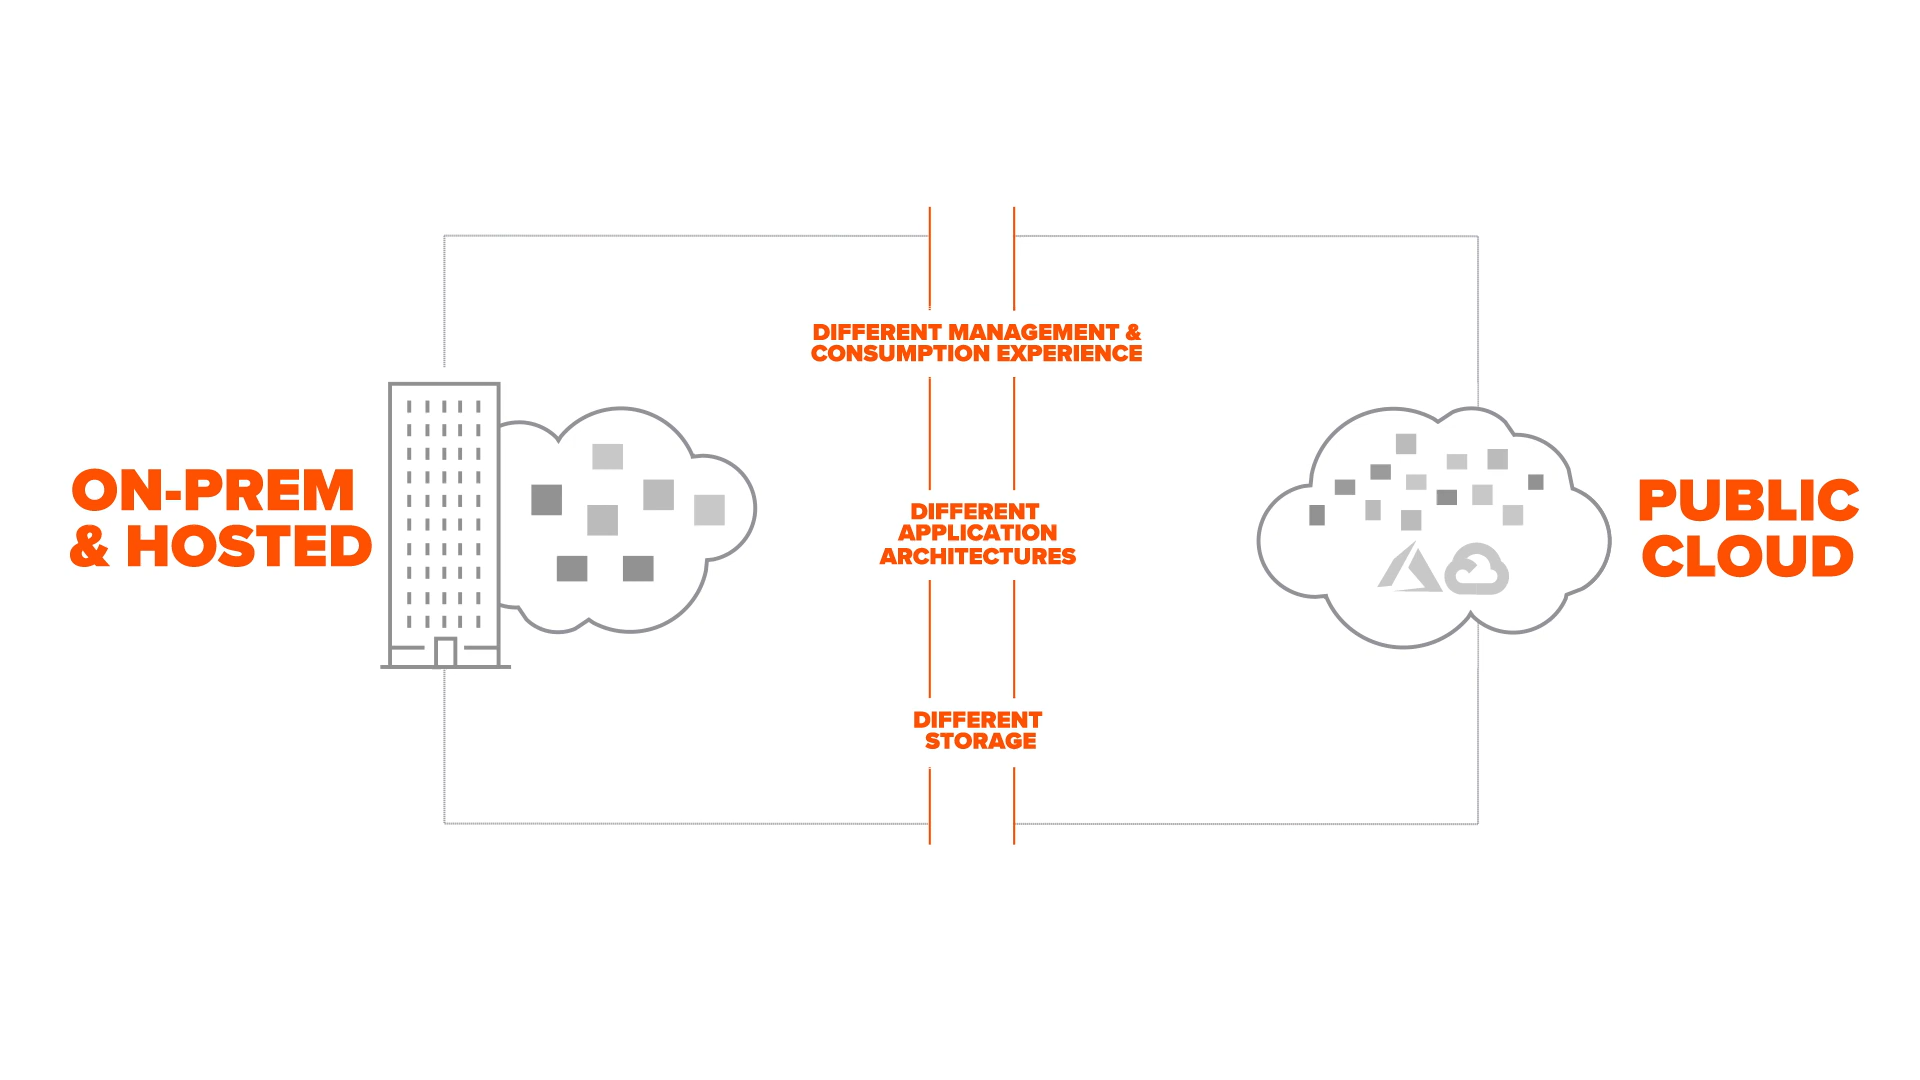 DIFFERENT MANAGEMENT &
CONSUMPTION EXPERIENCE
ON-PREM
& HOSTED
DIFFERENT
APPLICATION
ARCHITECTURES
PUBLIC
CLOUD
DIFFERENT
STORAGE